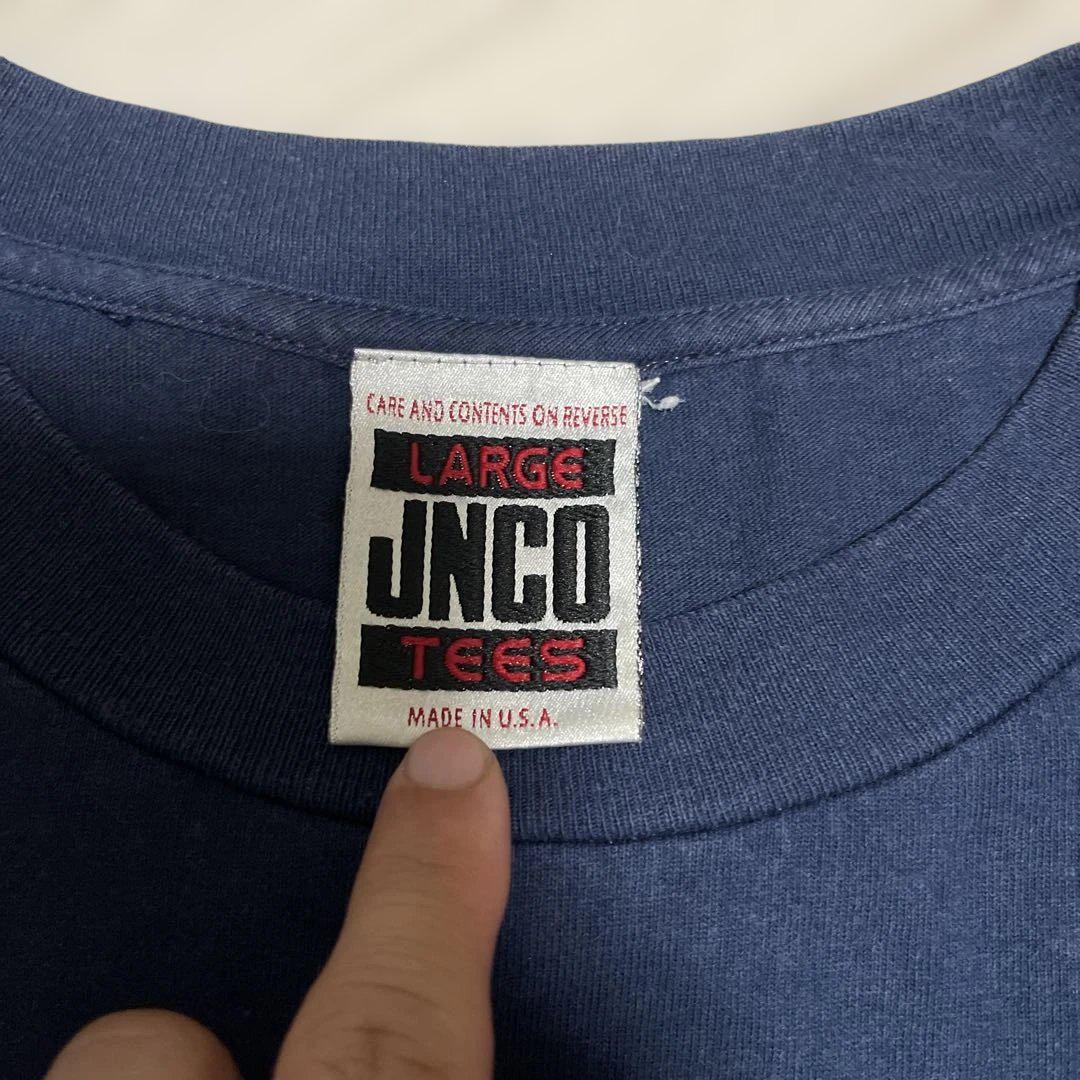 CARE AND CONTENTS ON REVERSE
LARGE
JNCO
TEES
MADE IN U.S.A.